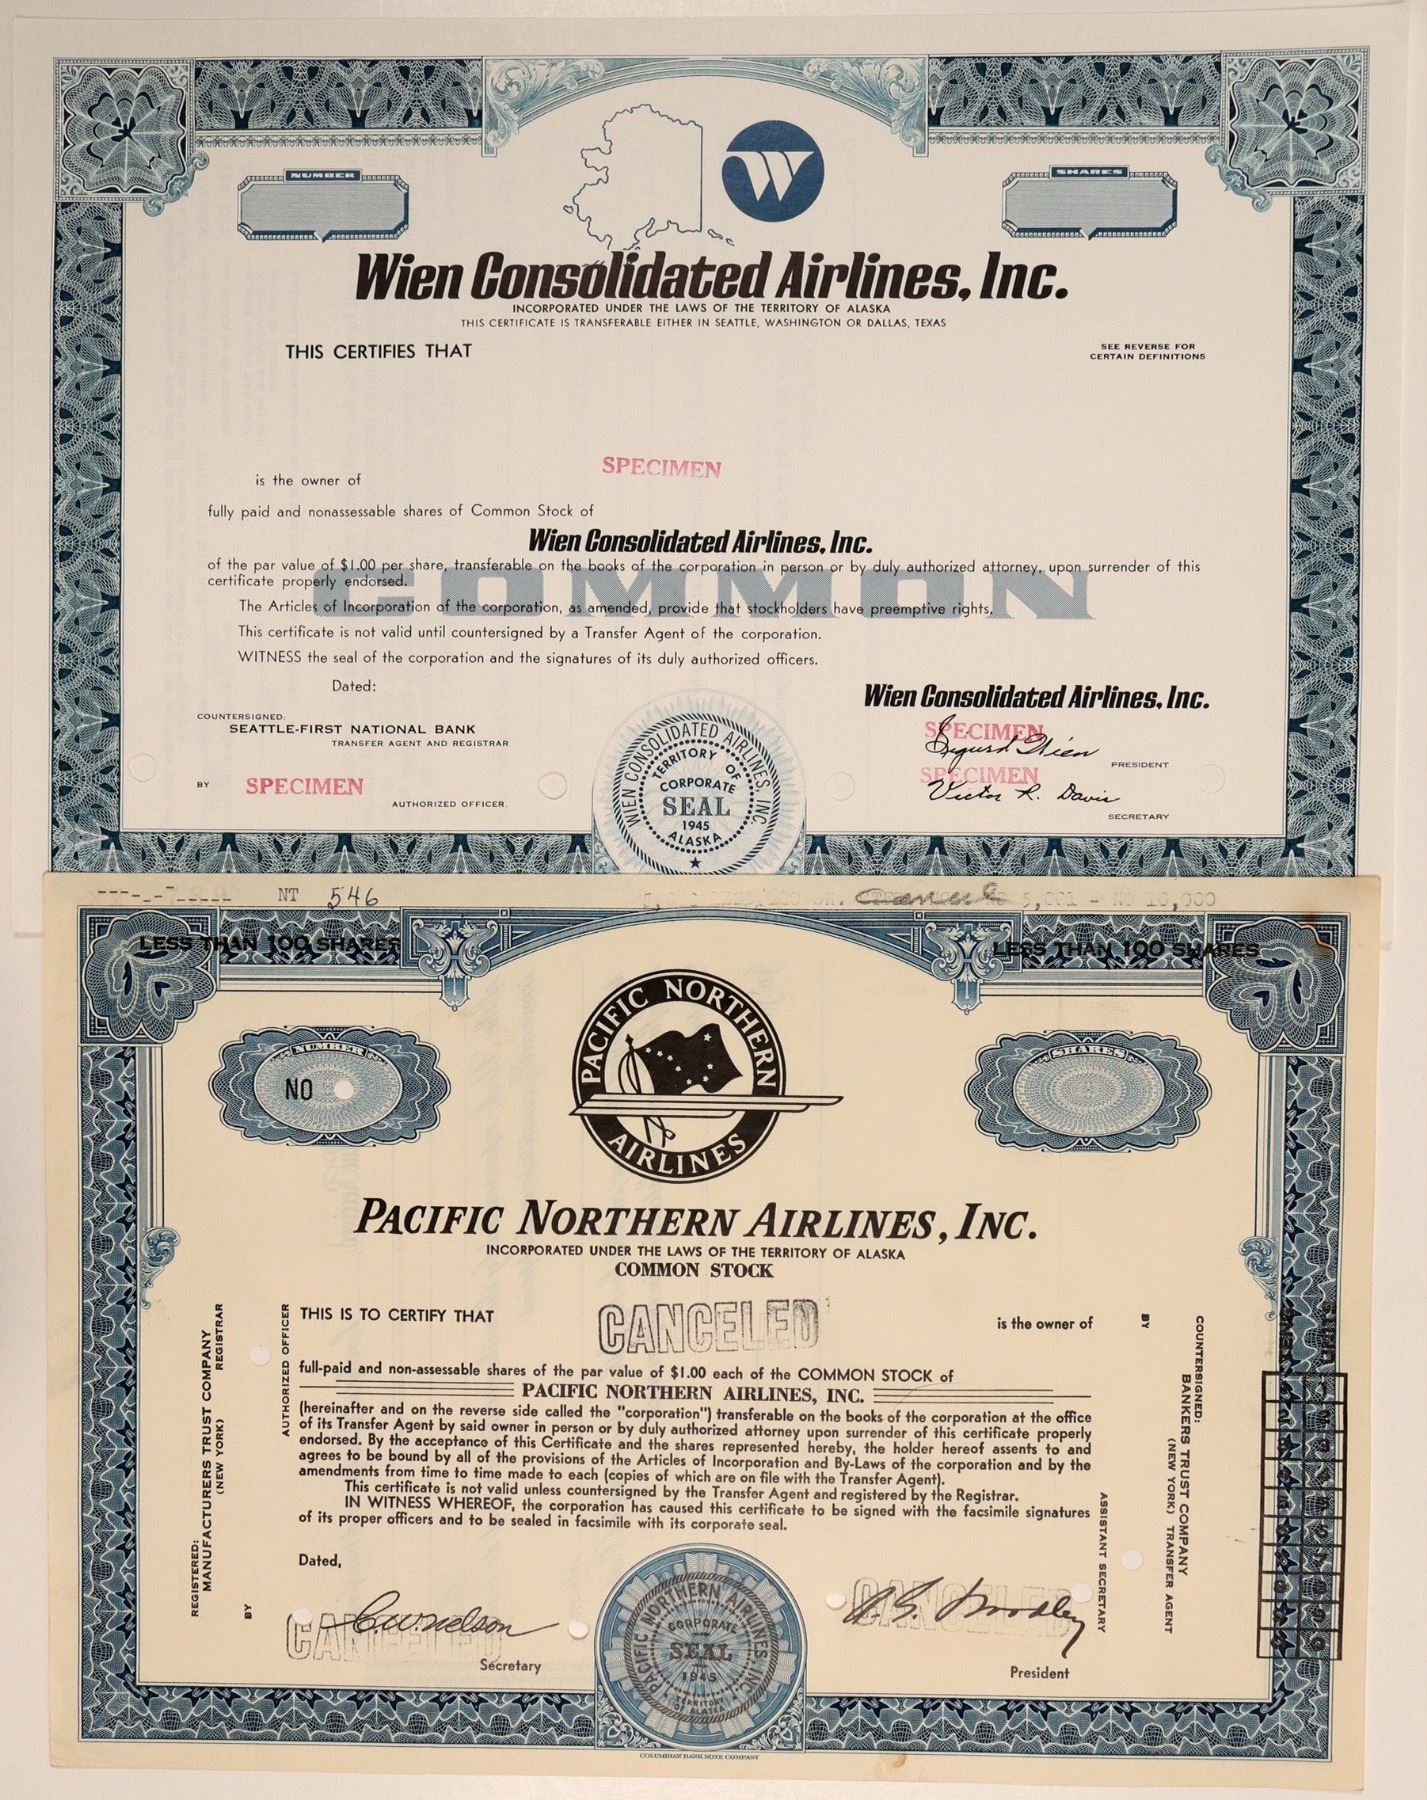 NUMBER
W
SHARES
Wien Consolidated Airlines, Inc.
INCORPORATED UNDER THE LAWS OF THE TERRITORY OF ALASKA
THIS CERTIFICATE IS TRANSFERABLE EITHER IN SEATTLE, WASHINGTON OR DALLAS, TEXAS
THIS CERTIFIES THAT
SEE REVERSE FOR
CERTAIN DEFINITIONS
SPECIMEN
is the owner of
fully paid and nonassessable shares of Common Stock of
Wien Consolidated Airlines, Inc.
of the par value of $1.00 per share, transferable on the books of the corporation in person or by duly authorized attorney, upon surrender of this
certificate properly endorsed.
COMMON
The Articles of Incorporation of the corporation, as amended, provide that stockholders have preemptive rights.
This certificate is not valid until countersigned by a Transfer Agent of the corporation.
WITNESS the seal of the corporation and the signatures of its duly authorized officers.
Dated:
Wien Consolidated Airlines, Inc.
COUNTERSIGNED:
SEATTLE-FIRST NATIONAL BANK
TRANSFER AGENT AND REGISTRAR
SPECIMEN
Sigurd Wien
PRESIDENT
SPECIMEN
Victor R. Davis
SECRETARY
BY SPECIMEN
AUTHORIZED OFFICER.
WIEN CONSOLIDATED AIRLINES, INC.
TERRITORY OF
CORPORATE
SEAL
1945
ALASKA
NT 546
5,001 - NO 10,000
LESS THAN 100 SHARES
LESS THAN 100 SHARES
NUMBER
NO
SHARES
PACIFIC NORTHERN
AIRLINES
PACIFIC NORTHERN AIRLINES, INC.
INCORPORATED UNDER THE LAWS OF THE TERRITORY OF ALASKA
COMMON STOCK
THIS IS TO CERTIFY THAT
CANCELED
is the owner of
full-paid and non-assessable shares of the par value of $1.00 each of the COMMON STOCK of
PACIFIC NORTHERN AIRLINES, INC.
(hereinafter and on the reverse side called the "corporation") transferable on the books of the corporation at the office
of its Transfer Agent by said owner in person or by duly authorized attorney upon surrender of this certificate properly
endorsed. By the acceptance of this Certificate and the shares represented hereby, the holder hereof assents to and
agrees to be bound by all of the provisions of the Articles of Incorporation and By-Laws of the corporation and by the
amendments from time to time made to each (copies of which are on file with the Transfer Agent).
This certificate is not valid unless countersigned by the Transfer Agent and registered by the Registrar.
IN WITNESS WHEREOF, the corporation has caused this certificate to be signed with the facsimile signatures
of its proper officers and to be sealed in facsimile with its corporate seal.
Dated,
CANCELED
C.W. Nelson
Secretary
CANCELED
A. G. Woodley
President
PACIFIC NORTHERN AIRLINES, INC.
CORPORATE
SEAL
1945
TERRITORY
OF ALASKA
REGISTERED:
MANUFACTURERS TRUST COMPANY
(NEW YORK)
REGISTRAR
BY
AUTHORIZED OFFICER
BY
ASSISTANT SECRETARY
COUNTERSIGNED:
BANKERS TRUST COMPANY
(NEW YORK) TRANSFER AGENT
COLUMBIAN BANK NOTE COMPANY